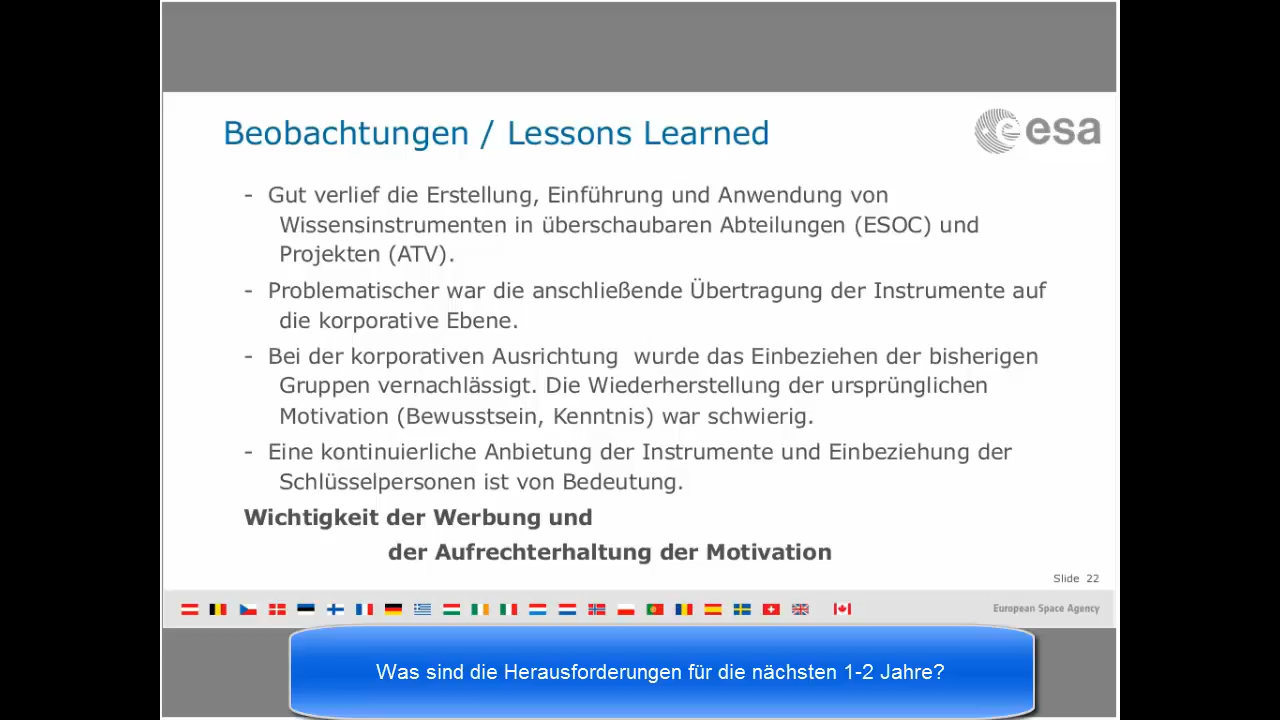 Beobachtungen / Lessons Learned
esa
- Gut verlief die Erstellung, Einführung und Anwendung von
Wissensinstrumenten in überschaubaren Abteilungen (ESOC) und
Projekten (ATV).
- Problematischer war die anschließende Übertragung der Instrumente auf
die korporative Ebene.
- Bei der korporativen Ausrichtung wurde das Einbeziehen der bisherigen
Gruppen vernachlässigt. Die Wiederherstellung der ursprünglichen
Motivation (Bewusstsein, Kenntnis) war schwierig.
- Eine kontinuierliche Anbietung der Instrumente und Einbeziehung der
Schlüsselpersonen ist von Bedeutung.
Wichtigkeit der Werbung und
der Aufrechterhaltung der Motivation
Slide 22
European Space Agency
Was sind die Herausforderungen für die nächsten 1-2 Jahre?